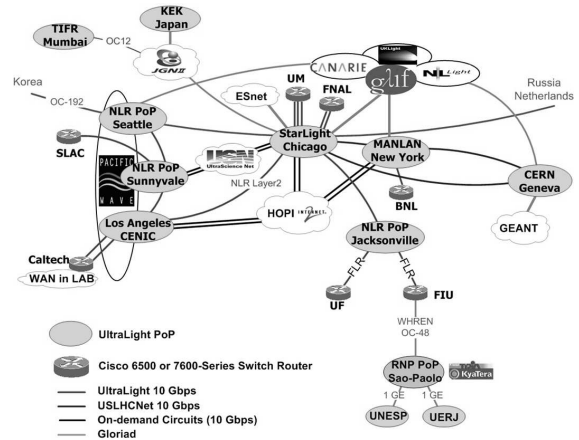 TIFR
Mumbai
KEK
Japan
OC12
JGNII
CANARIE
UKLight
glif
NLLight
Korea
OC-192
ESnet
UM
FNAL
Russia
Netherlands
NLR PoP
Seattle
StarLight
Chicago
MANLAN
New York
SLAC
PACIFIC
WAVE
NLR PoP
Sunnyvale
USN
UltraScience Net
NLR Layer2
CERN
Geneva
BNL
HOPI
INTERNET2
GEANT
Los Angeles
CENIC
NLR PoP
Jacksonville
Caltech
WAN in LAB
FLR
FLR
UF
FIU
WHREN
OC-48
RNP PoP
Sao-Paolo
KyaTera
1 GE
1 GE
UNESP
UERJ
UltraLight PoP
Cisco 6500 or 7600-Series Switch Router
UltraLight 10 Gbps
USLHCNet 10 Gbps
On-demand Circuits (10 Gbps)
Gloriad